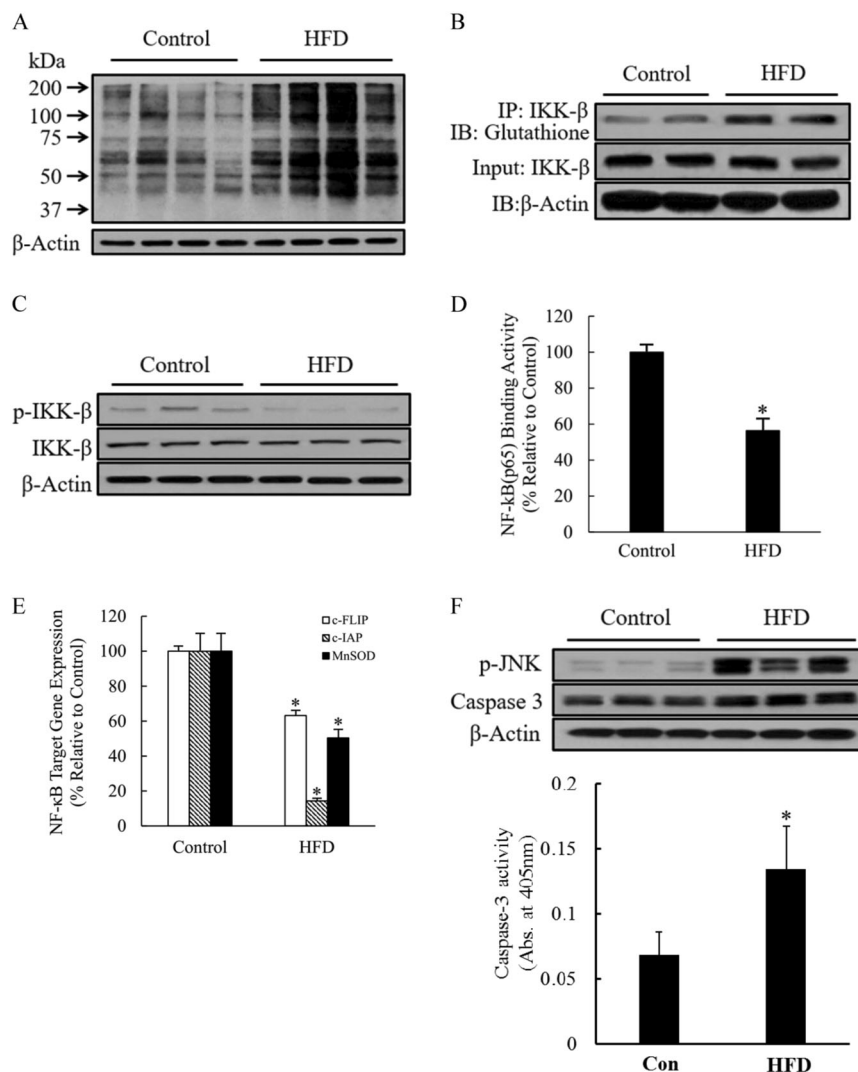 A
Control HFD
kDa
200
100
75
50
37
β-Actin
B
Control HFD
IP: IKK-β
IB: Glutathione
Input: IKK-β
IB:β-Actin
C
Control HFD
p-IKK-β
IKK-β
β-Actin
D
NF-kB(p65) Binding Activity
(% Relative to Control)
120
100
80
60
40
20
0
*
Control HFD
E
NF-κB Target Gene Expression
(% Relative to Control)
120
100
80
60
40
20
0
c-FLIP
c-IAP
MnSOD
*
*
*
Control HFD
F
Control HFD
p-JNK
Caspase 3
β-Actin
Caspase-3 activity
(Abs. at 405nm)
0.2
0.15
0.1
0.05
0
*
Con HFD